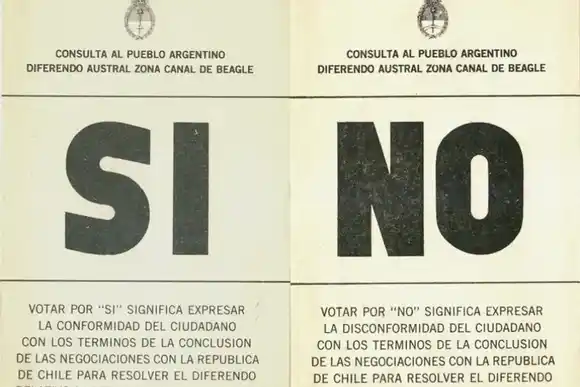 CONSULTA AL PUEBLO ARGENTINO
DIFERENDO AUSTRAL ZONA CANAL DE BEAGLE
SI
VOTAR POR "SI" SIGNIFICA EXPRESAR
LA CONFORMIDAD DEL CIUDADANO
CON LOS TERMINOS DE LA CONCLUSION
DE LAS NEGOCIACIONES CON LA REPUBLICA
DE CHILE PARA RESOLVER EL DIFERENDO
CONSULTA AL PUEBLO ARGENTINO
DIFERENDO AUSTRAL ZONA CANAL DE BEAGLE
NO
VOTAR POR "NO" SIGNIFICA EXPRESAR
LA DISCONFORMIDAD DEL CIUDADANO
CON LOS TERMINOS DE LA CONCLUSION
DE LAS NEGOCIACIONES CON LA REPUBLICA
DE CHILE PARA RESOLVER EL DIFERENDO